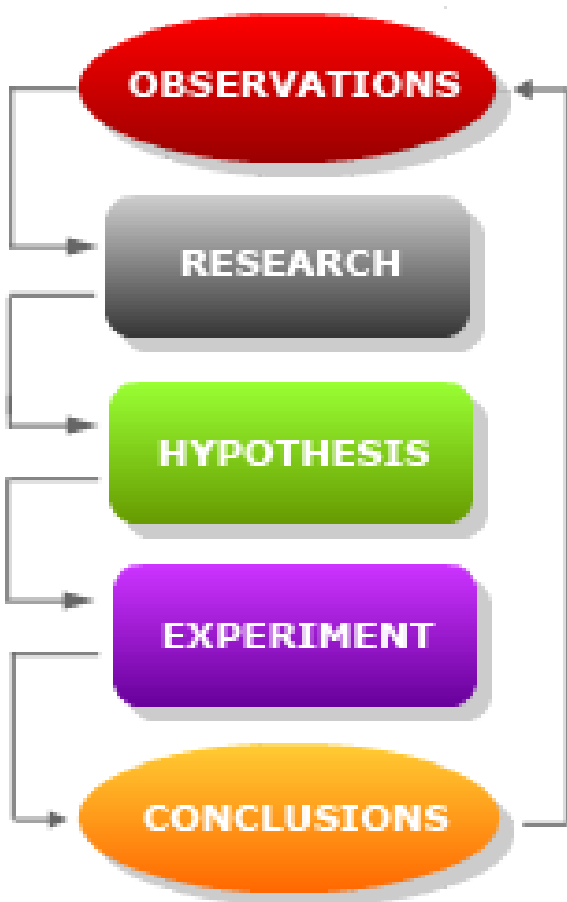 OBSERVATIONS
RESEARCH
HYPOTHESIS
EXPERIMENT
CONCLUSIONS